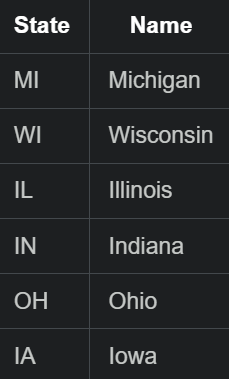 State Name
MI Michigan
WI Wisconsin
IL Illinois
IN Indiana
OH Ohio
IA Iowa